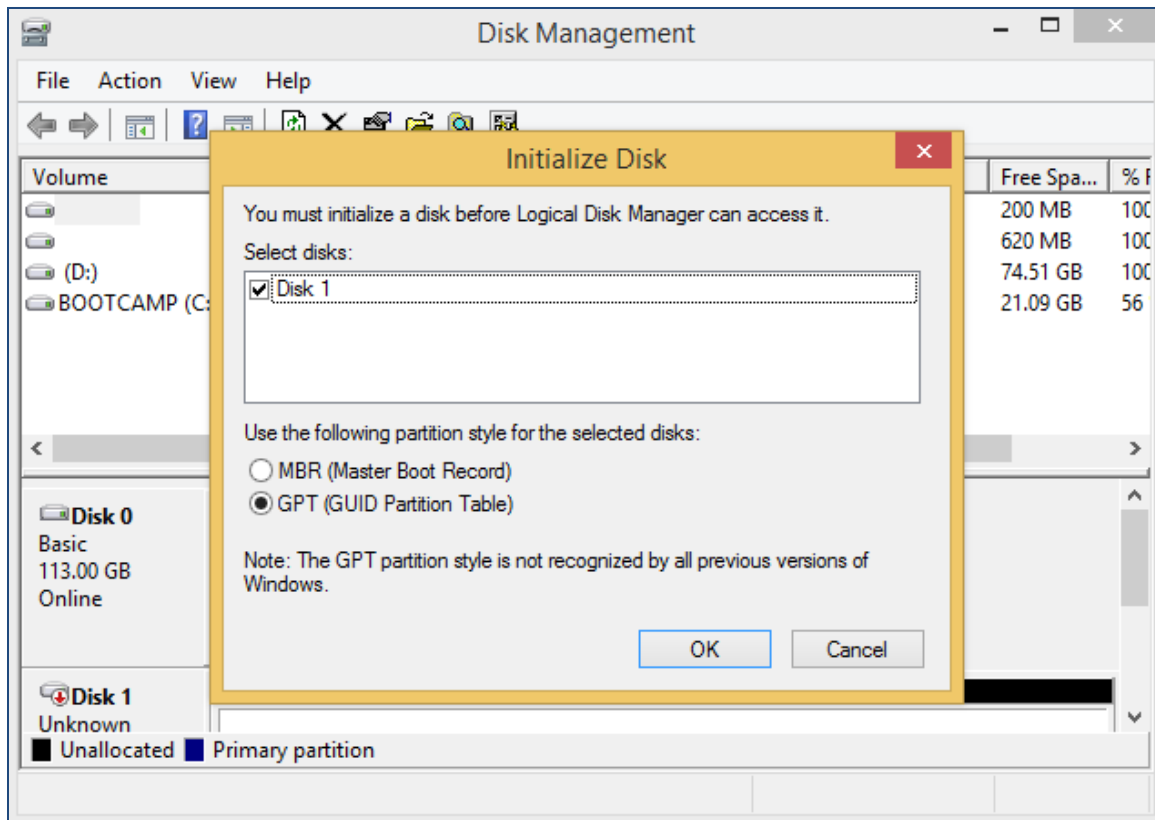 Disk Management
File Action View Help
Initialize Disk
Volume Free Spa... % F
200 MB 100
620 MB 100
(D:) 74.51 GB 100
BOOTCAMP (C: 21.09 GB 56
You must initialize a disk before Logical Disk Manager can access it.
Select disks:
Disk 1
Use the following partition style for the selected disks:
MBR (Master Boot Record)
GPT (GUID Partition Table)
Note: The GPT partition style is not recognized by all previous versions of
Windows.
OK Cancel
Disk 0
Basic
113.00 GB
Online
Disk 1
Unknown
Unallocated Primary partition